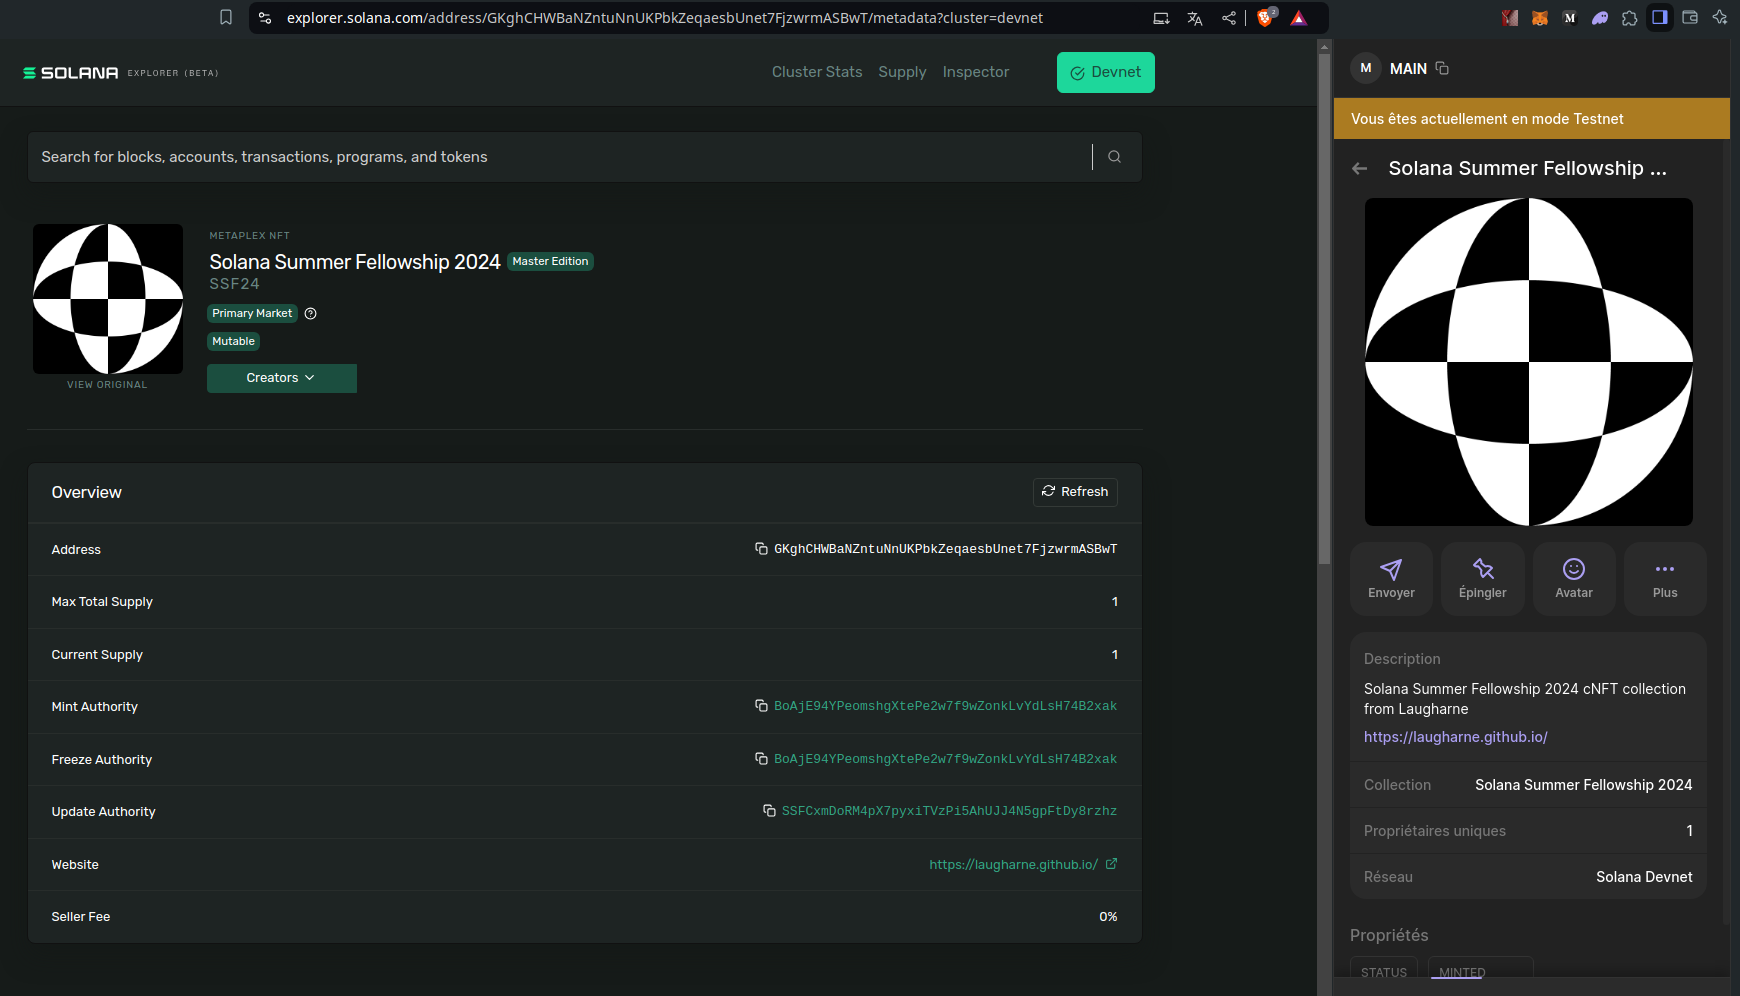 explorer.solana.com/address/GKghCHWBaNZntuNnUKPbkZeqaesbUnet7FjzwrmASBwT/metadata?cluster=devnet
2
M
SOLANA EXPLORER (BETA)
Cluster Stats Supply Inspector Devnet
Search for blocks, accounts, transactions, programs, and tokens
METAPLEX NFT
Solana Summer Fellowship 2024 Master Edition
SSF24
Primary Market
Mutable
VIEW ORIGINAL
Creators
Overview
Refresh
Address GKghCHWBaNZntuNnUKPbkZeqaesbUnet7FjzwrmASBwT
Max Total Supply 1
Current Supply 1
Mint Authority BoAjE94YPeomshgXtePe2w7f9wZonkLvYdLsH74B2xak
Freeze Authority BoAjE94YPeomshgXtePe2w7f9wZonkLvYdLsH74B2xak
Update Authority SSFCxmDoRM4pX7pyxiTVzPi5AhUJJ4N5gpFtDy8rzhz
Website https://laugharne.github.io/
Seller Fee 0%
M MAIN
Vous êtes actuellement en mode Testnet
Solana Summer Fellowship ...
Envoyer Épingler Avatar Plus
Description
Solana Summer Fellowship 2024 cNFT collection
from Laugharne
https://laugharne.github.io/
Collection Solana Summer Fellowship 2024
Propriétaires uniques 1
Réseau Solana Devnet
Propriétés
STATUS MINTED